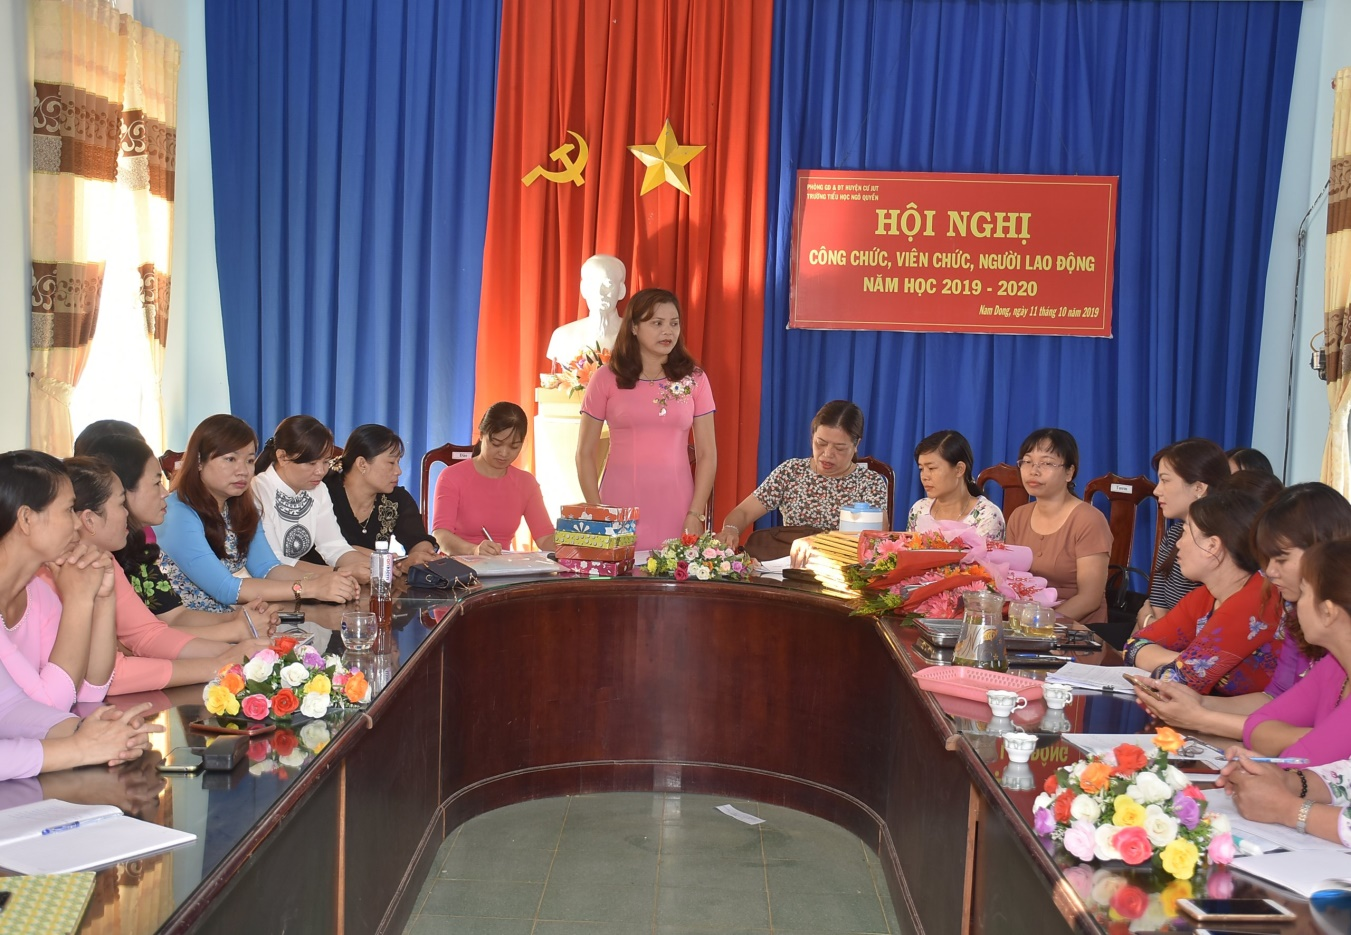 PHÒNG GD & ĐT HUYỆN CƯ JUT
TRƯỜNG TIỂU HỌC NGÔ QUYỀN
HỘI NGHỊ
CÔNG CHỨC, VIÊN CHỨC, NGƯỜI LAO ĐỘNG
NĂM HỌC 2019 - 2020
Nam Dong, ngày 11 tháng 10 năm 2019